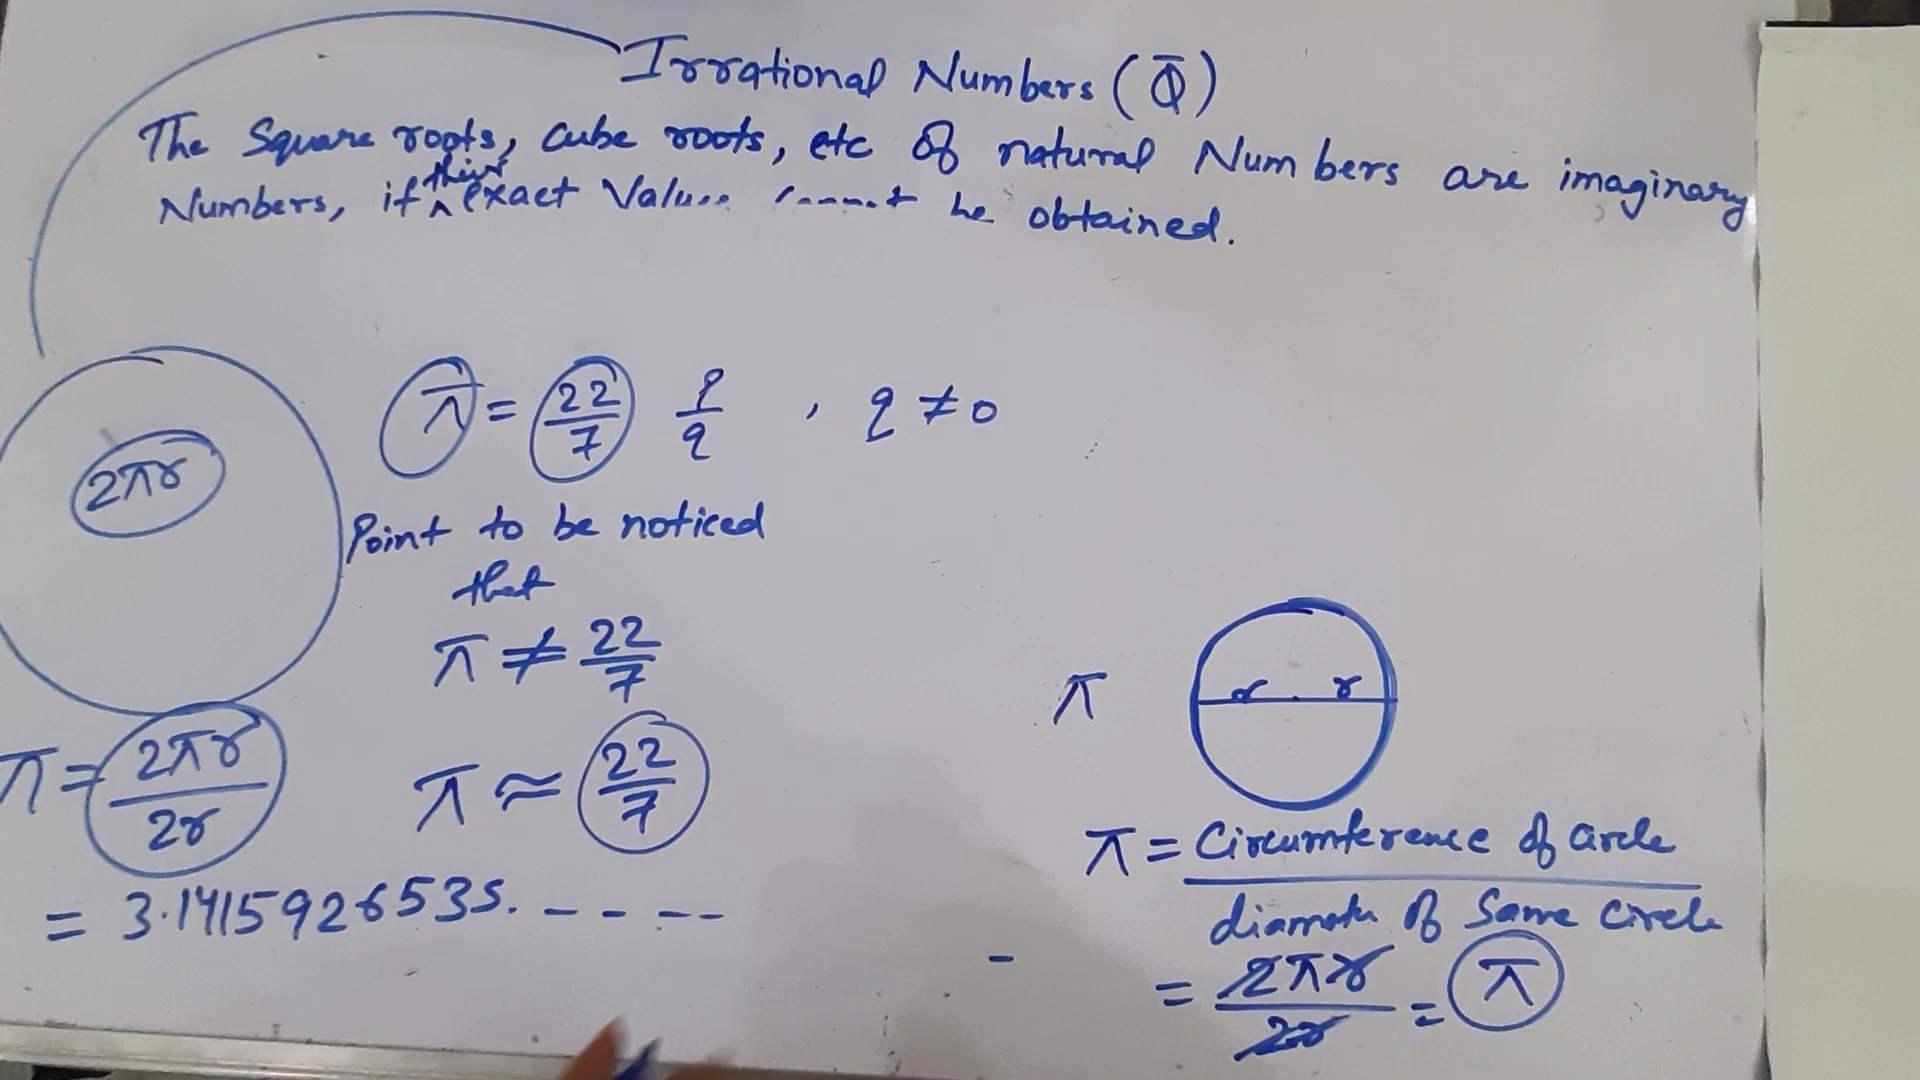 Irrational Numbers (Q̄)
The Square roots, cube roots, etc of natural Numbers are imaginary
Numbers, if their exact Values cannot be obtained.
2πr
π = 22/7 p/q , q ≠ 0
Point to be noticed
that
π ≠ 22/7
π = 2πr/2r
π ≈ 22/7
= 3.1415926535. - - - -
π
r r
π = Circumference of Circle
diameter of Same Circle
= 2πr/2r = π